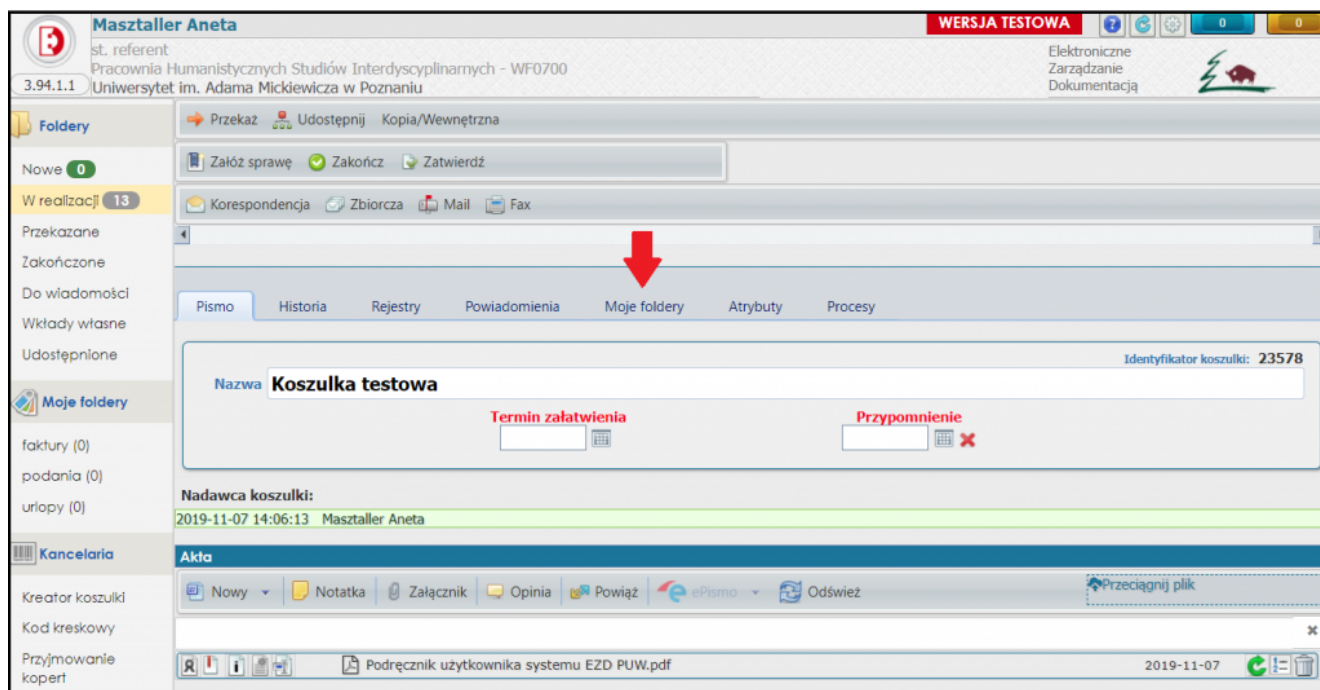 Masztaller Aneta
WERSJA TESTOWA
0
0
st. referent
Pracownia Humanistycznych Studiów Interdyscyplinarnych - WF0700
3.94.1.1
Uniwersytet im. Adama Mickiewicza w Poznaniu
Elektroniczne
Zarządzanie
Dokumentacją
Foldery
Nowe 0
W realizacji 13
Przekazane
Zakończone
Do wiadomości
Wkłady własne
Udostępnione
Moje foldery
faktury (0)
podania (0)
urlopy (0)
Kancelaria
Kreator koszulki
Kod kreskowy
Przyjmowanie
kopert
Przekaż Udostępnij Kopia/Wewnętrzna
Załóż sprawę Zakończ Zatwierdź
Korespondencja Zbiorcza Mail Fax
Pismo Historia Rejestry Powiadomienia Moje foldery Atrybuty Procesy
Identyfikator koszulki: 23578
Nazwa Koszulka testowa
Termin załatwienia Przypomnienie
Nadawca koszulki:
2019-11-07 14:06:13 Masztaller Aneta
Akta
Nowy Notatka Załącznik Opinia Powiąż ePismo Odśwież Przeciągnij plik
Podręcznik użytkownika systemu EZD PUW.pdf 2019-11-07